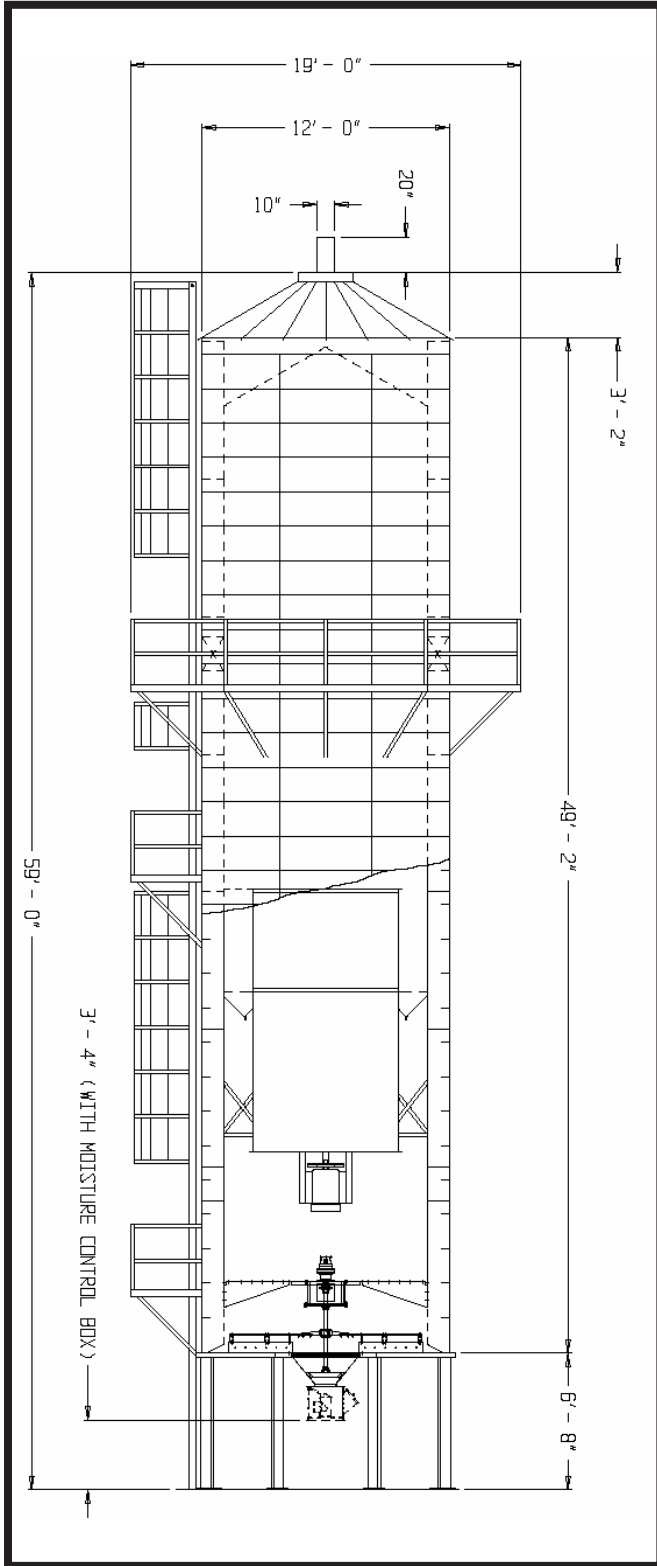 19' - 0"
12' - 0"
20"
10"
3' - 2"
49' - 2"
59' - 0"
3' - 4" (WITH MOISTURE CONTROL BOX)
6' - 8"